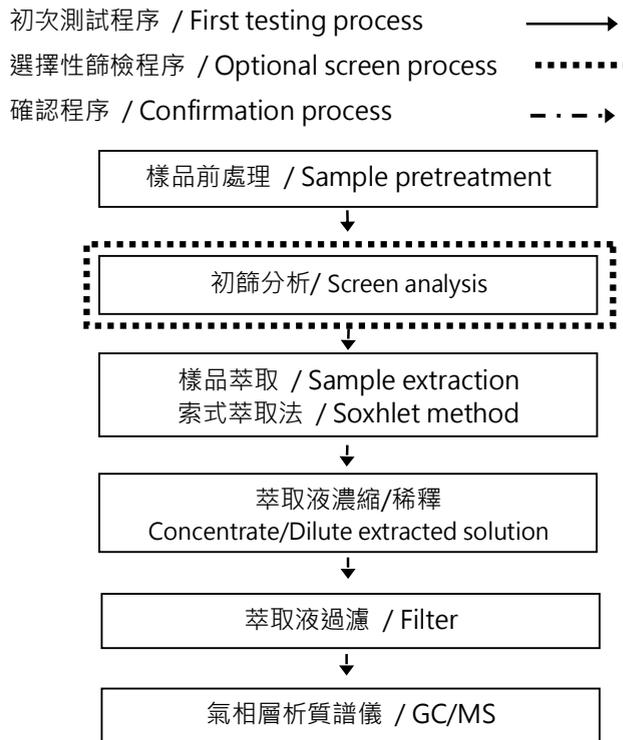 初次測試程序 / First testing process
選擇性篩檢程序 / Optional screen process
確認程序 / Confirmation process
樣品前處理 / Sample pretreatment
初篩分析/ Screen analysis
樣品萃取 / Sample extraction
索式萃取法 / Soxhlet method
萃取液濃縮/稀釋
Concentrate/Dilute extracted solution
萃取液過濾 / Filter
氣相層析質譜儀 / GC/MS